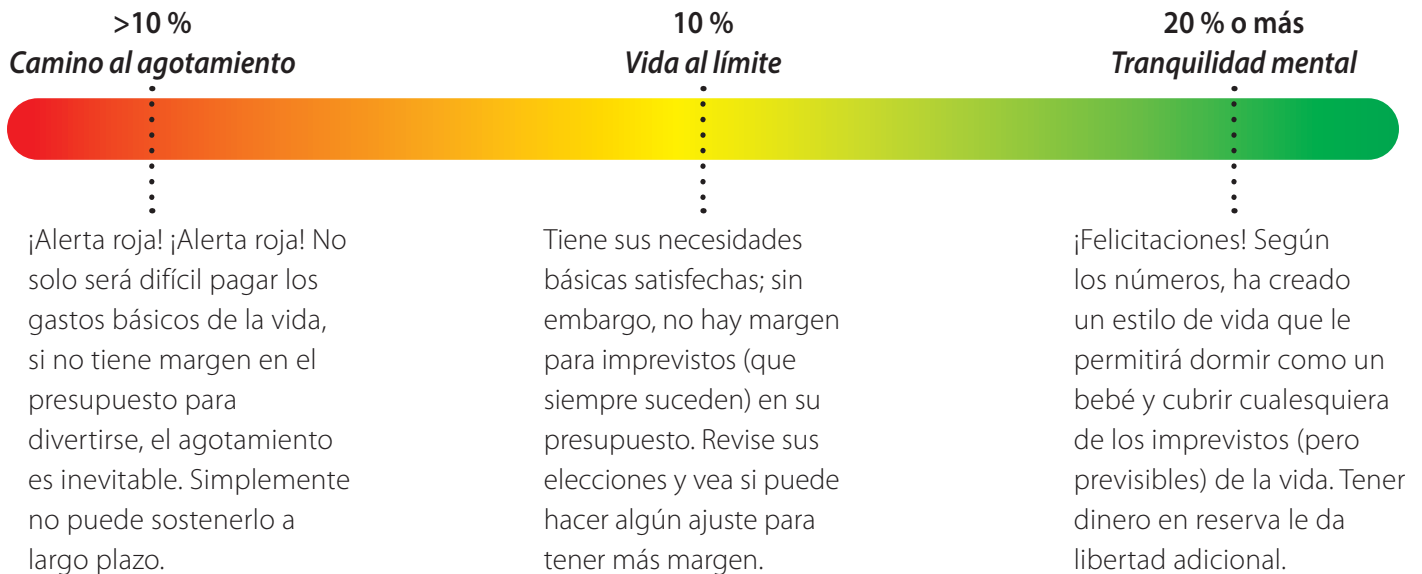 >10 %
Camino al agotamiento
10 %
Vida al límite
20 % o más
Tranquilidad mental
¡Alerta roja! ¡Alerta roja! No
solo será difícil pagar los
gastos básicos de la vida,
si no tiene margen en el
presupuesto para
divertirse, el agotamiento
es inevitable. Simplemente
no puede sostenerlo a
largo plazo.
Tiene sus necesidades
básicas satisfechas; sin
embargo, no hay margen
para imprevistos (que
siempre suceden) en su
presupuesto. Revise sus
elecciones y vea si puede
hacer algún ajuste para
tener más margen.
¡Felicitaciones! Según
los números, ha creado
un estilo de vida que le
permitirá dormir como un
bebé y cubrir cualesquiera
de los imprevistos (pero
previsibles) de la vida. Tener
dinero en reserva le da
libertad adicional.